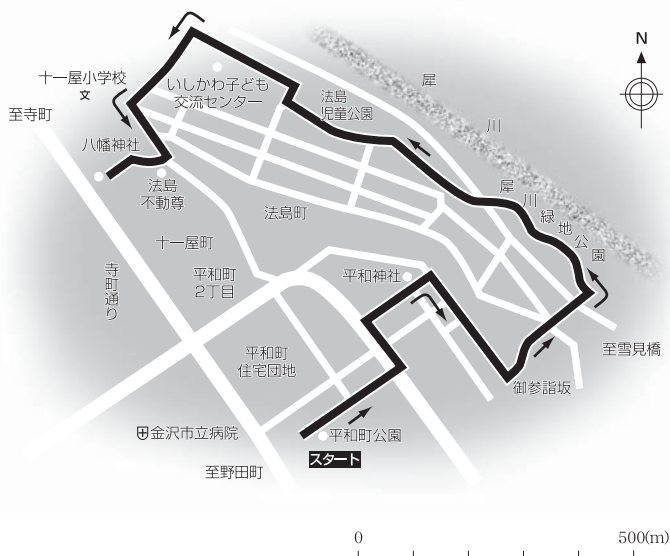 N
犀
川
十一屋小学校
文
いしかわ子ども
交流センター
法島
児童公園
至寺町
八幡神社
法島
不動尊
犀
川
緑
地
公
園
法島町
十一屋町
寺町通り
平和町
2丁目
平和神社
至雪見橋
平和町
住宅団地
御参詣坂
金沢市立病院
平和町公園
スタート
至野田町
0
500(m)